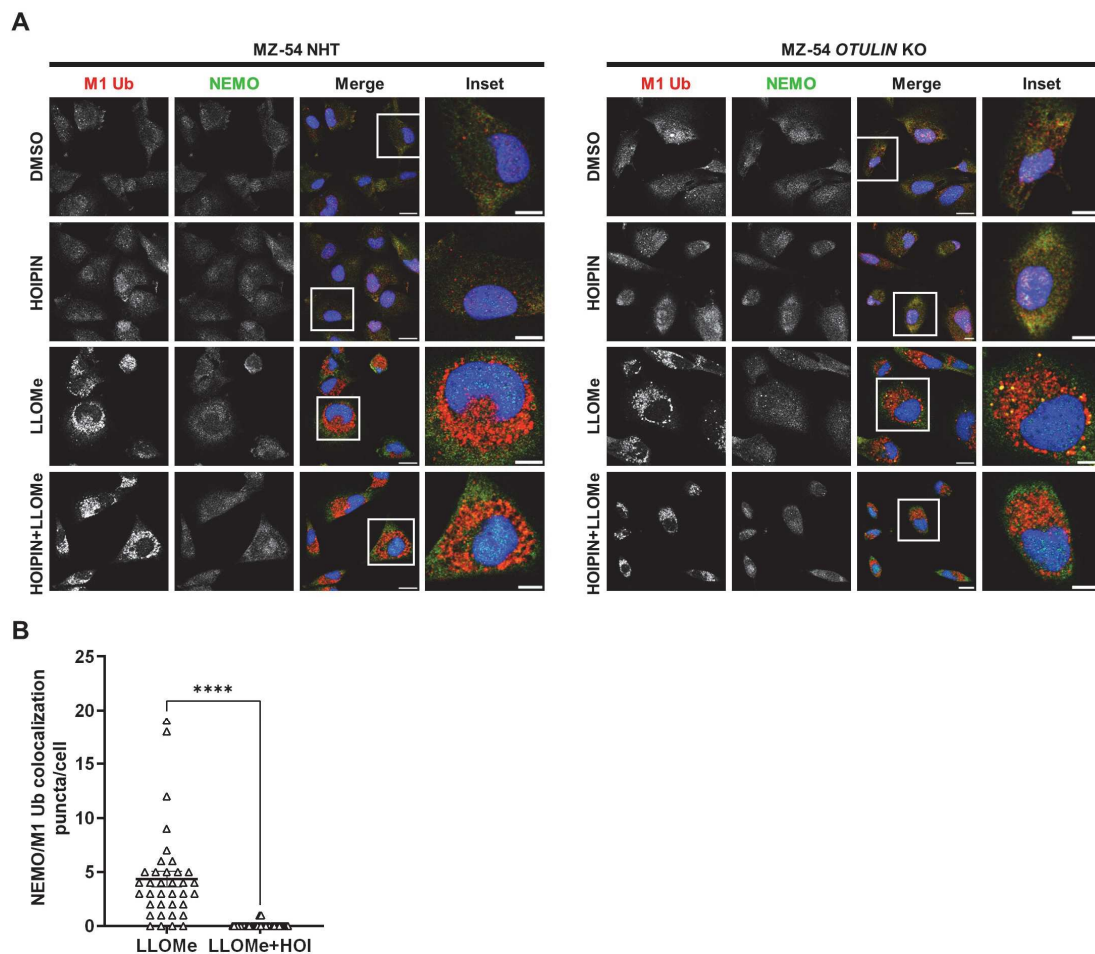 A
MZ-54 NHT
MZ-54 OTULIN KO
M1 Ub NEMO Merge Inset
M1 Ub NEMO Merge Inset
DMSO
DMSO
HOIPIN
HOIPIN
LLOMe
LLOMe
HOIPIN+LLOMe
HOIPIN+LLOMe
B
NEMO/M1 Ub colocalization
puncta/cell
25
20
15
10
5
0
****
LLOMe LLOMe+HOI